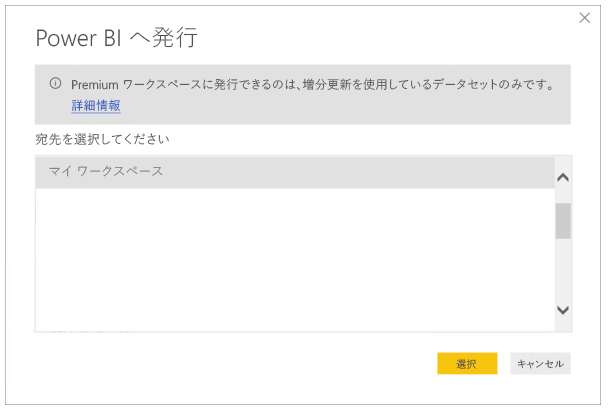 Power BI へ発行
Premium ワークスペースに発行できるのは、増分更新を使用しているデータセットのみです。
詳細情報
宛先を選択してください
マイ ワークスペース
選択
キャンセル